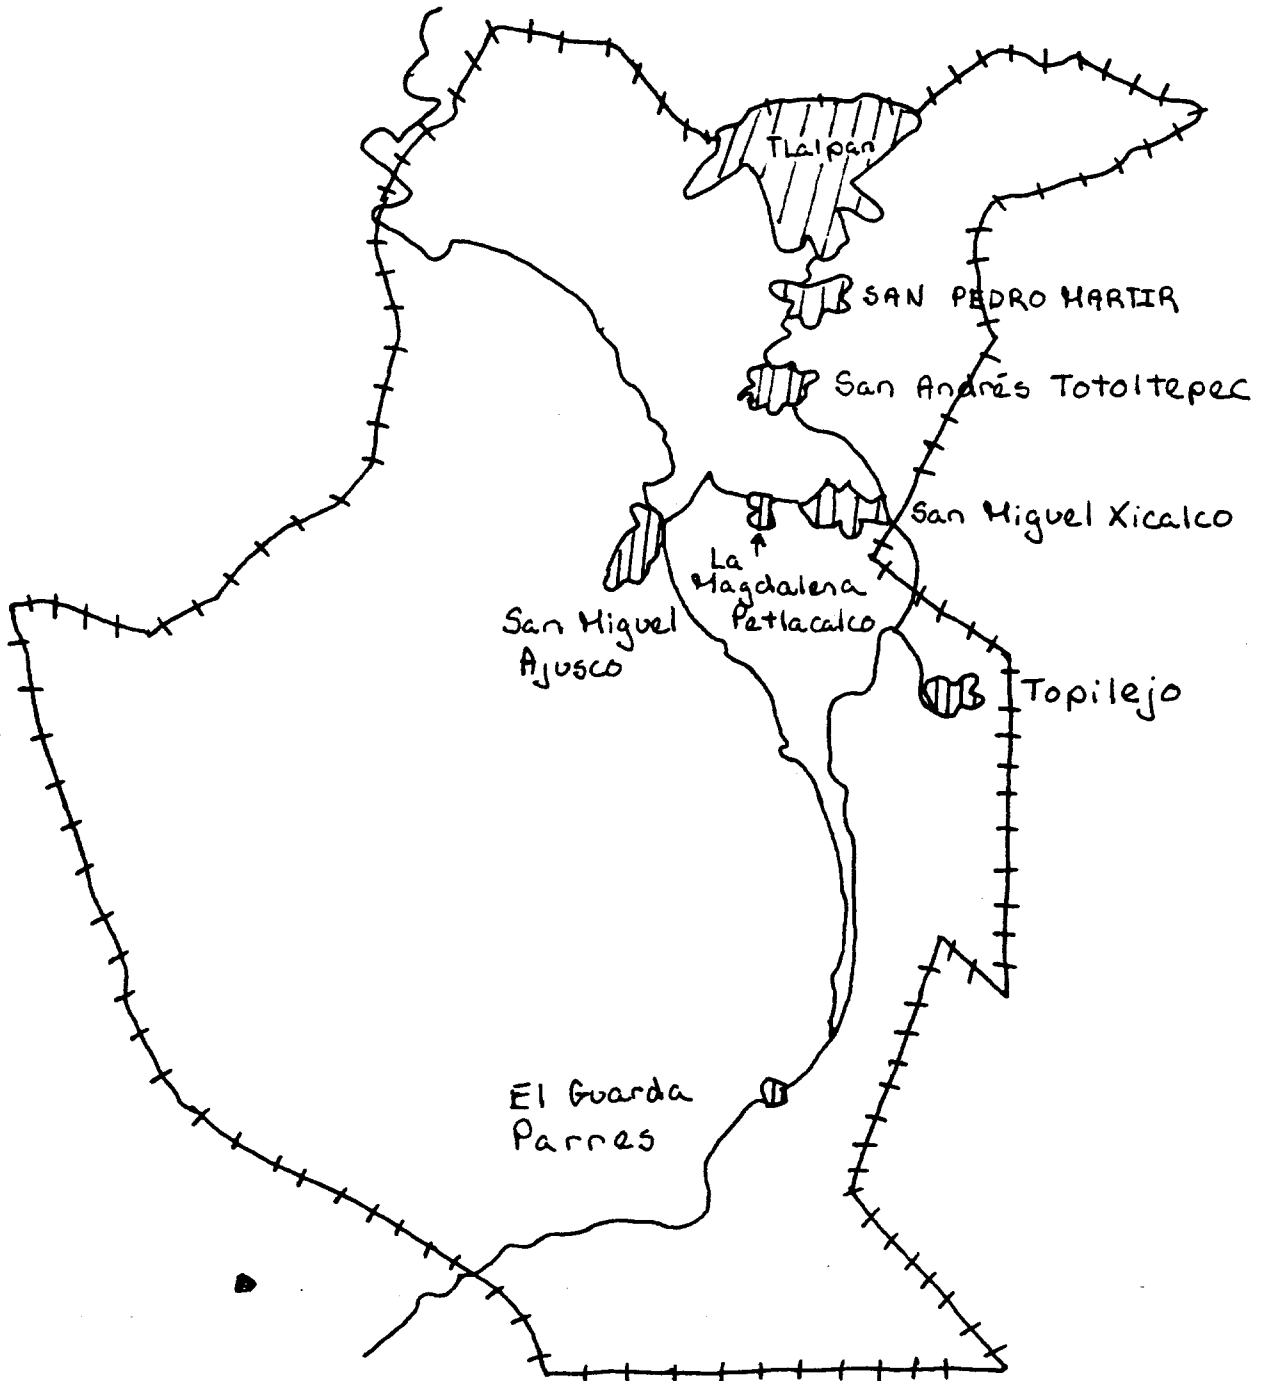 TLalpan
SAN PEDRO MARTIR
San Andrés Totoltepec
San Miguel Xicalco
La
Magdalena
Petlacalco
San Miguel
Ajusco
Topilejo
El Guarda
Parres